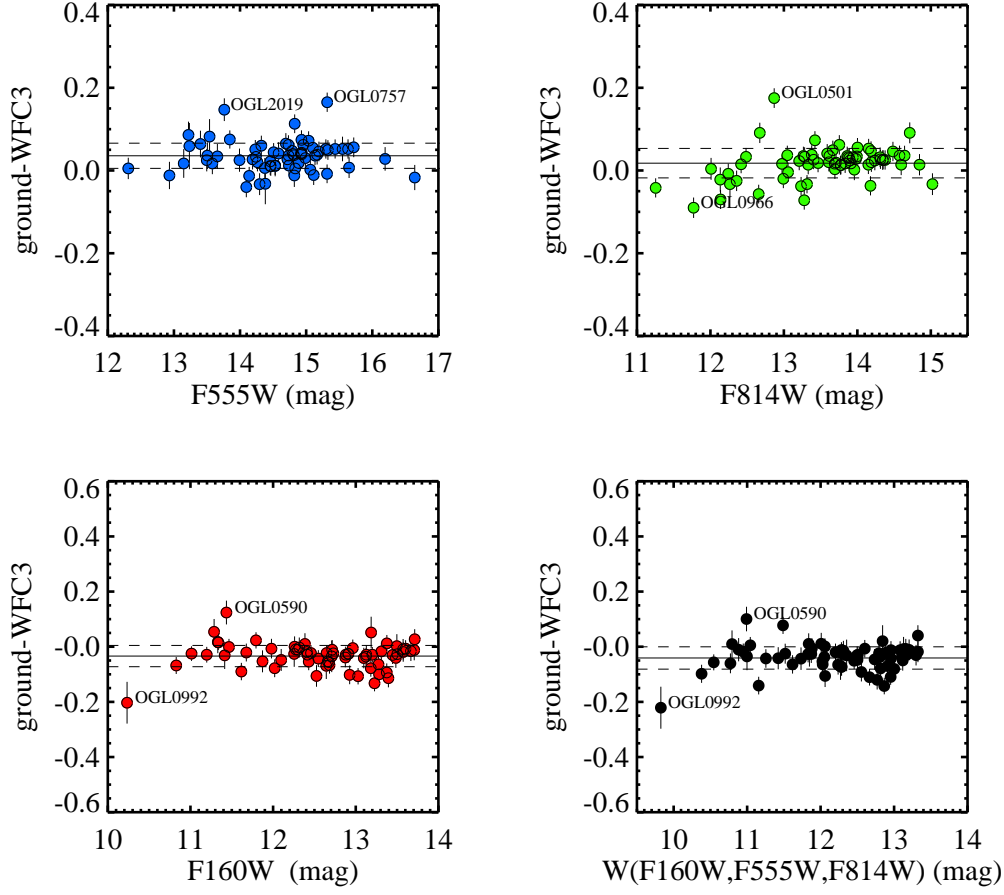 0.4
0.2
0.0
-0.2
-0.4
ground-WFC3
OGL2019
OGL0757
12 13 14 15 16 17
F555W (mag)
0.4
0.2
0.0
-0.2
-0.4
ground-WFC3
OGL0501
OGL0966
11 12 13 14 15
F814W (mag)
0.6
0.4
0.2
-0.0
-0.2
-0.4
-0.6
ground-WFC3
OGL0590
OGL0992
10 11 12 13 14
F160W (mag)
0.6
0.4
0.2
-0.0
-0.2
-0.4
-0.6
ground-WFC3
OGL0590
OGL0992
10 11 12 13 14
W(F160W,F555W,F814W) (mag)